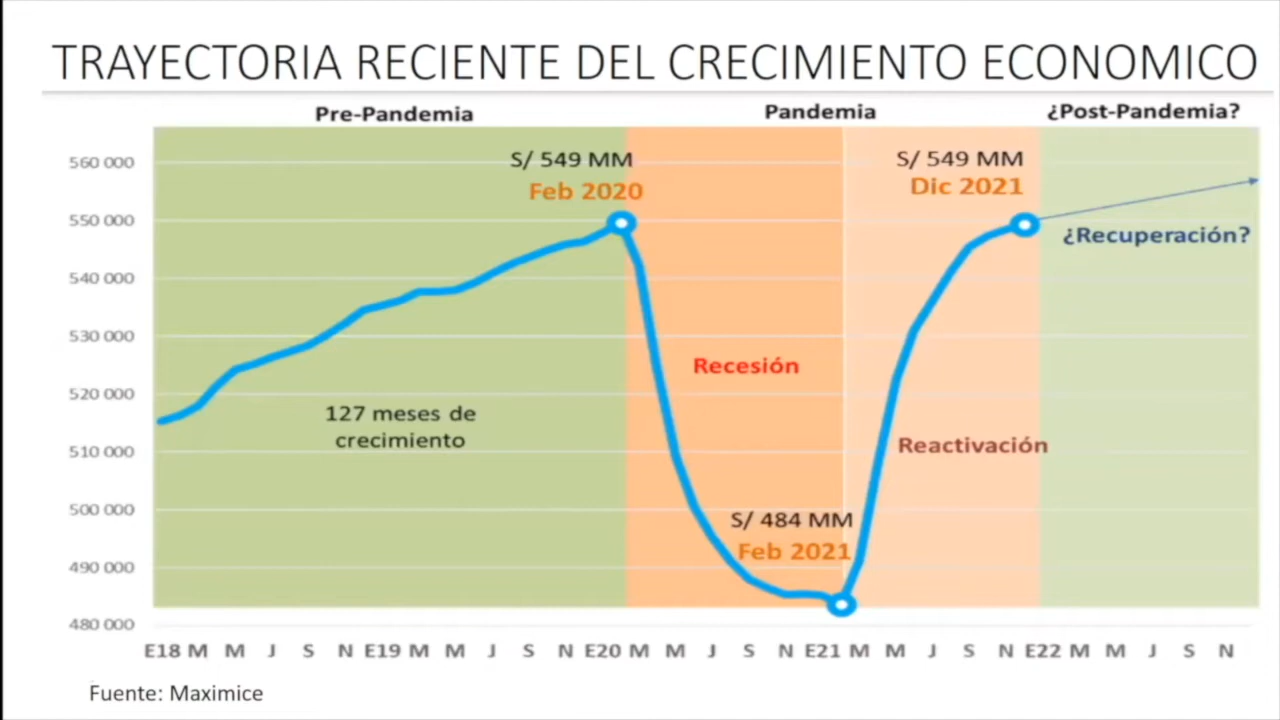 TRAYECTORIA RECIENTE DEL CRECIMIENTO ECONOMICO
Pre-Pandemia
Pandemia
¿Post-Pandemia?
560 000
550 000
540 000
530 000
520 000
510 000
500 000
490 000
480 000
S/ 549 MM
Feb 2020
S/ 549 MM
Dic 2021
¿Recuperación?
Recesión
127 meses de
crecimiento
Reactivación
S/ 484 MM
Feb 2021
E18 M M J S N E19 M M J S N E20 M M J S N E21 M M J S N E22 M M J S N
Fuente: Maximice